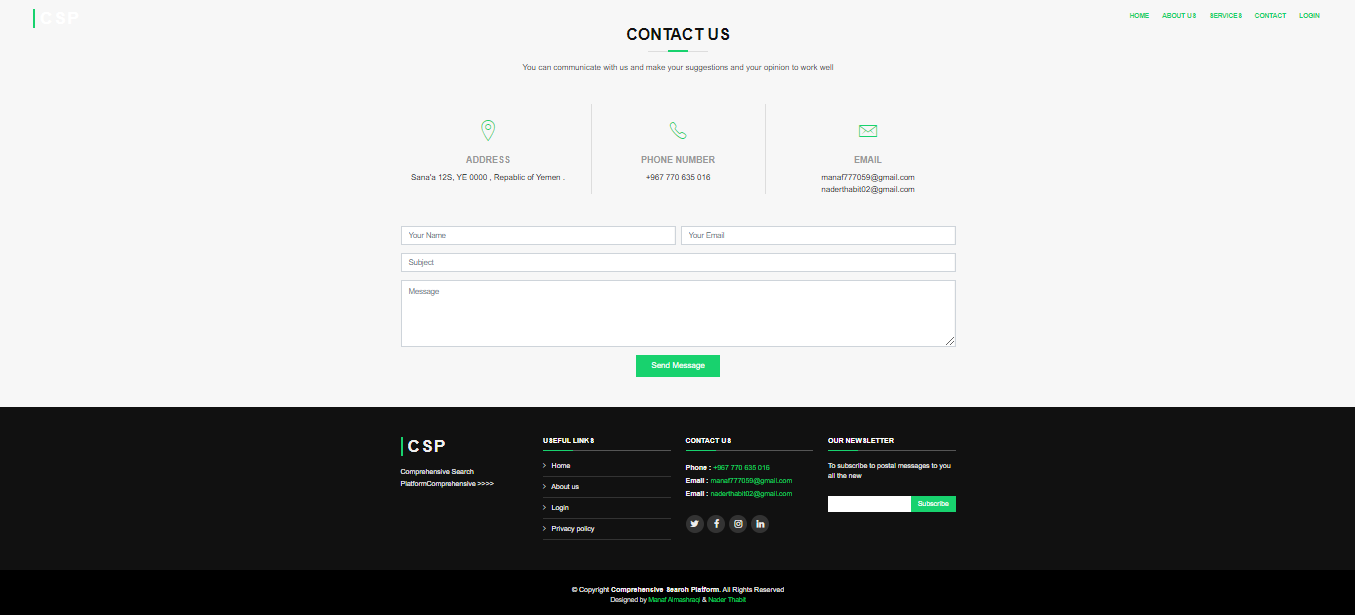 CSP
HOME ABOUT US SERVICES CONTACT LOGIN
CONTACT US
You can communicate with us and make your suggestions and your opinion to work well
ADDRESS
Sana'a 12S, YE 0000 , Repablic of Yemen .
PHONE NUMBER
+967 770 635 016
EMAIL
manaf777059@gmail.com
naderthabit02@gmail.com
Your Name
Your Email
Subject
Message
Send Message
CSP
Comprehensive Search
PlatformComprehensive >>>>
USEFUL LINKS
Home
About us
Login
Privacy policy
CONTACT US
Phone : +967 770 635 016
Email : manaf777059@gmail.com
Email : naderthabit02@gmail.com
OUR NEWSLETTER
To subscribe to postal messages to you
all the new
Subscribe
© Copyright Comprehensive Search Platform. All Rights Reserved
Designed by Manaf Almashraqi & Nader Thabit